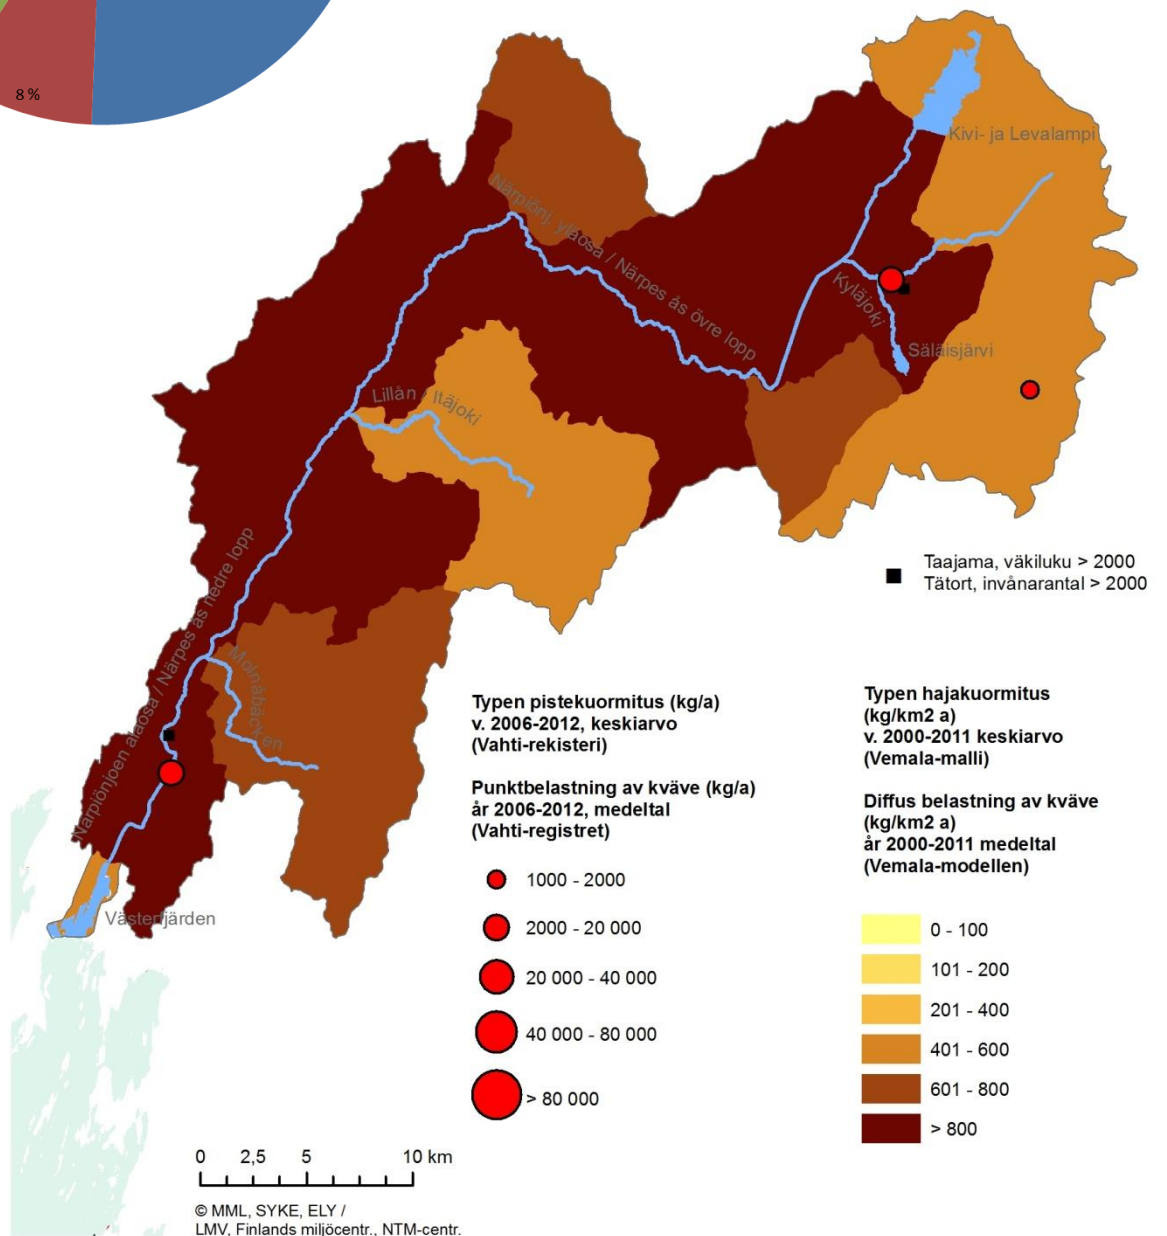 8 %
Kivi- ja Levalampi
Närpiönj. yläosa / Närpes ås övre lopp
Kyläjoki
Säläisjärvi
Lillån / Itäjoki
Närpiönjoen alaosa / Närpes ås nedre lopp
Molnåbäcken
Västerfjärden
Taajama, väkiluku > 2000
Tätort, invånarantal > 2000
Typen pistekuormitus (kg/a)
v. 2006-2012, keskiarvo
(Vahti-rekisteri)
Punktbelastning av kväve (kg/a)
år 2006-2012, medeltal
(Vahti-registret)
1000 - 2000
2000 - 20 000
20 000 - 40 000
40 000 - 80 000
> 80 000
Typen hajakuormitus
(kg/km2 a)
v. 2000-2011 keskiarvo
(Vemala-malli)
Diffus belastning av kväve
(kg/km2 a)
år 2000-2011 medeltal
(Vemala-modellen)
0 - 100
101 - 200
201 - 400
401 - 600
601 - 800
> 800
0 2,5 5 10 km
© MML, SYKE, ELY /
LMV, Finlands miljöcentr., NTM-centr.